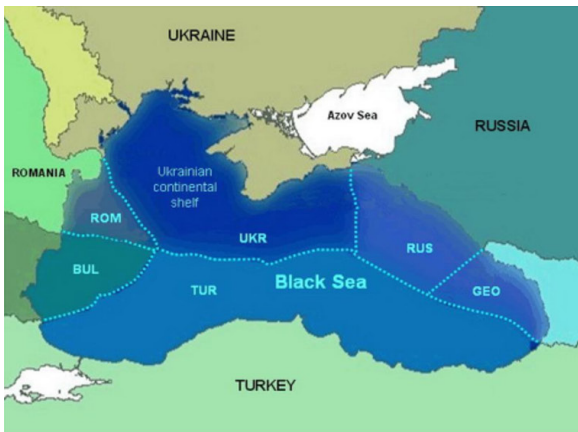 UKRAINE
Azov Sea
RUSSIA
ROMANIA
Ukrainian
continental
shelf
ROM
UKR
RUS
BUL
TUR
Black Sea
GEO
TURKEY